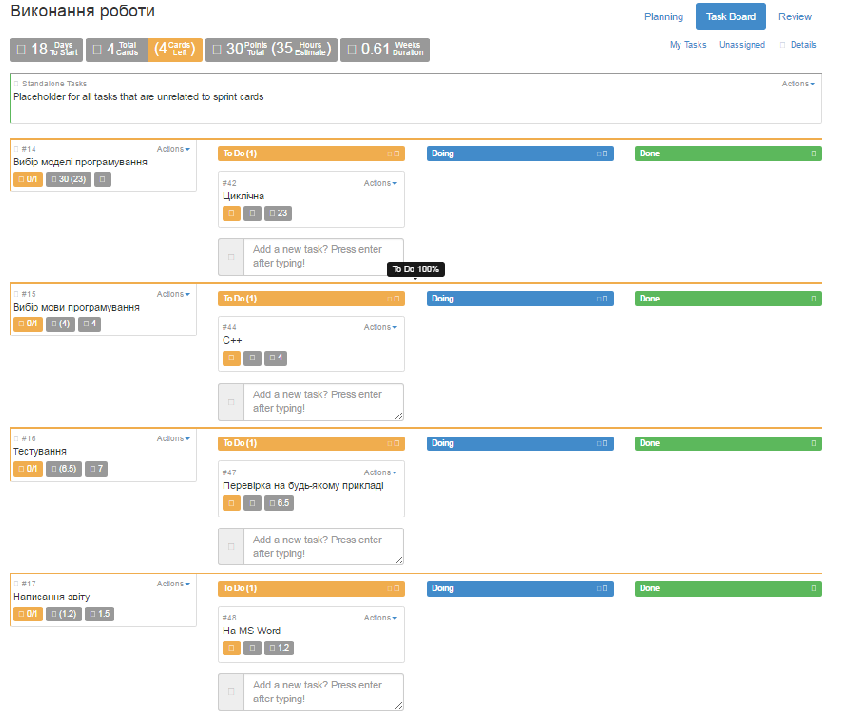 Виконання роботи
Planning Task Board Review
18 Days To Start 4 Total Cards (4 Cards Left) 30 Points Total (35 Hours Estimate) 0.61 Weeks Duration
My Tasks Unassigned Details
Standalone Tasks Actions
Placeholder for all tasks that are unrelated to sprint cards
#14 Actions
Вибір моделі програмування
0/1 30 (23)
To Do (1) Doing Done
#42 Actions
Циклічна
23
Add a new task? Press enter
after typing!
To Do 100%
#15 Actions
Вибір мови програмування
0/1 (4) 4
To Do (1) Doing Done
#44 Actions
C++
4
Add a new task? Press enter
after typing!
#16 Actions
Тестування
0/1 (6.5) 7
To Do (1) Doing Done
#47 Actions
Перевірка на будь-якому прикладі
6.5
Add a new task? Press enter
after typing!
#17 Actions
Написання звіту
0/1 (1.2) 1.5
To Do (1) Doing Done
#48 Actions
На MS Word
1.2
Add a new task? Press enter
after typing!